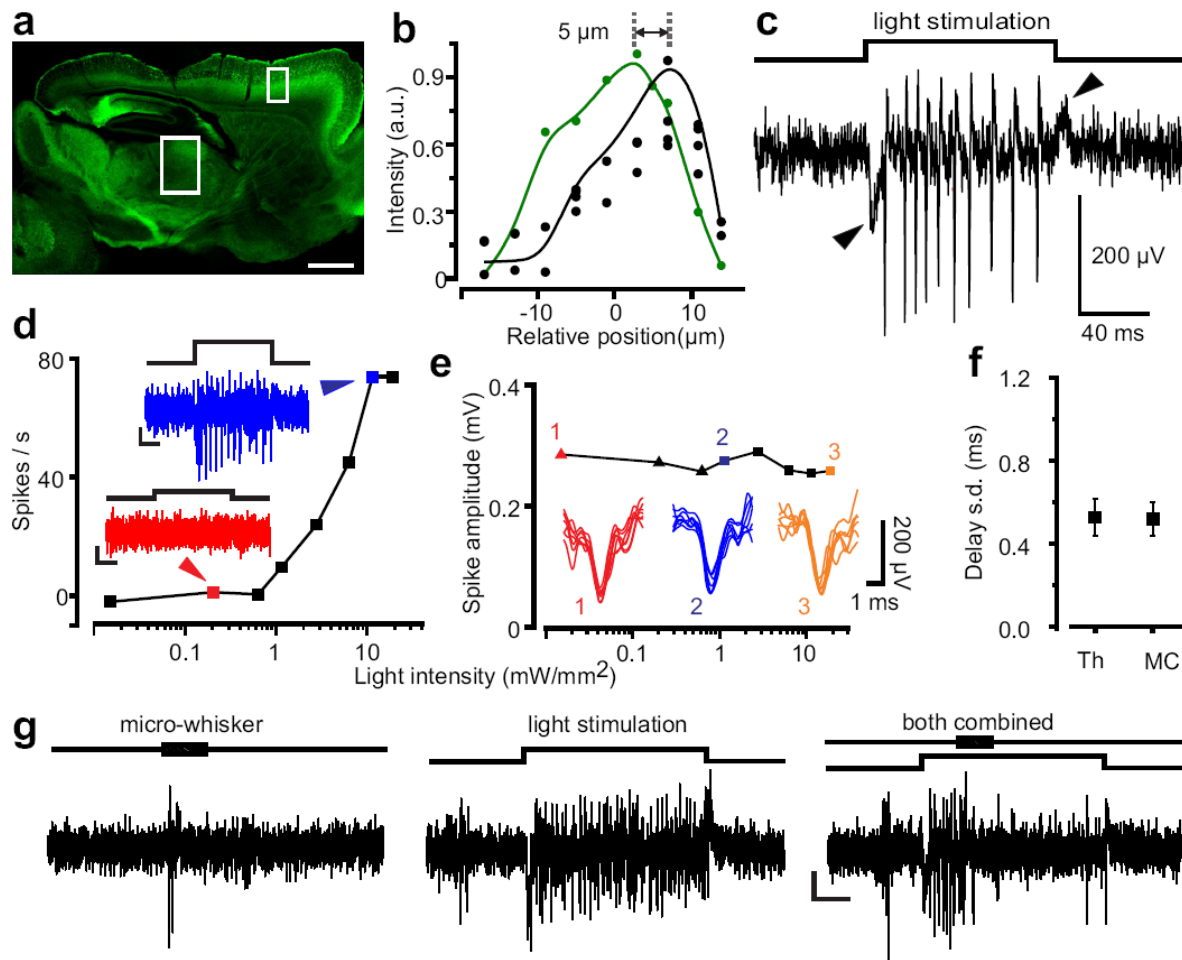 a
b
5 µm
Intensity (a.u.)
0.9
0.6
0.3
0
-10 0 10
Relative position(µm)
c
light stimulation
200 µV
40 ms
d
Spikes / s
80
40
0
0.1 1 10
Light intensity (mW/mm2)
e
Spike amplitude (mV)
0.4
0.2
0
1 2 3
1 2 3
200 µV
1 ms
0.1 1 10
f
Delay s.d. (ms)
1.2
0.8
0.4
0.0
Th MC
g
micro-whisker
light stimulation
both combined